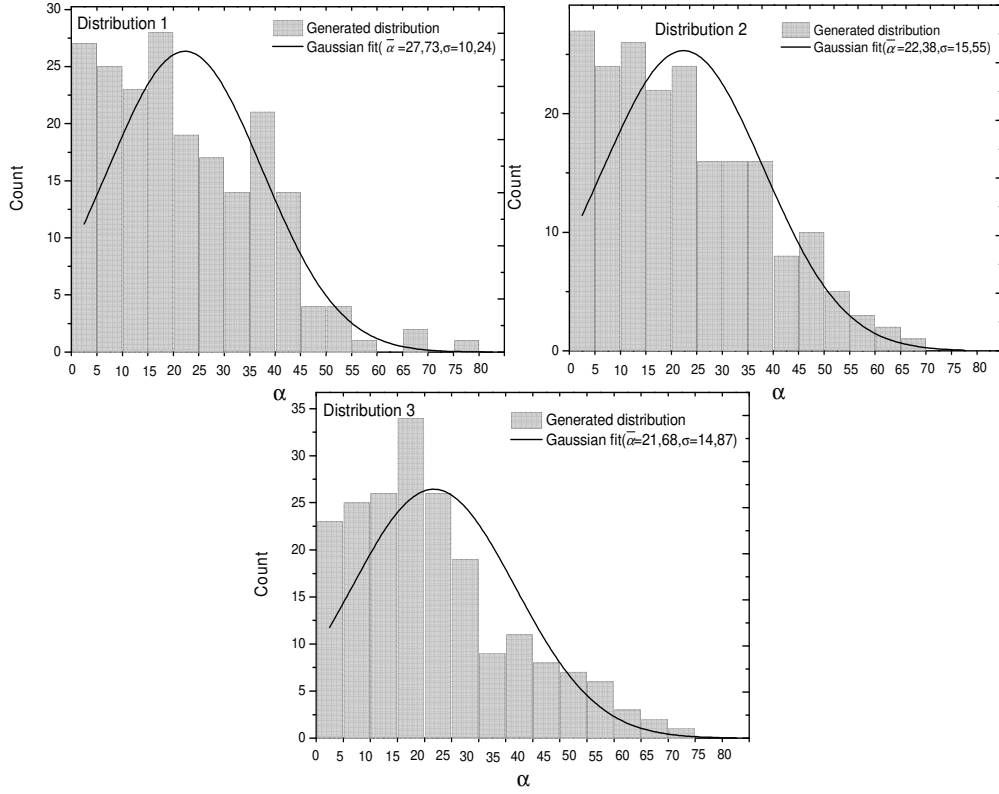 Distribution 1
Generated distribution
Gaussian fit( ᾱ =27,73,σ=10,24)
30
25
20
15
10
5
0
Count
0 5 10 15 20 25 30 35 40 45 50 55 60 65 70 75 80
α
Distribution 2
Generated distribution
Gaussian fit(ᾱ=22,38,σ=15,55)
20
10
0
Count
0 5 10 15 20 25 30 35 40 45 50 55 60 65 70 75 80
α
Distribution 3
Generated distribution
Gaussian fit(ᾱ=21,68,σ=14,87)
35
30
25
20
15
10
5
0
Count
0 5 10 15 20 25 30 35 40 45 50 55 60 65 70 75 80
α